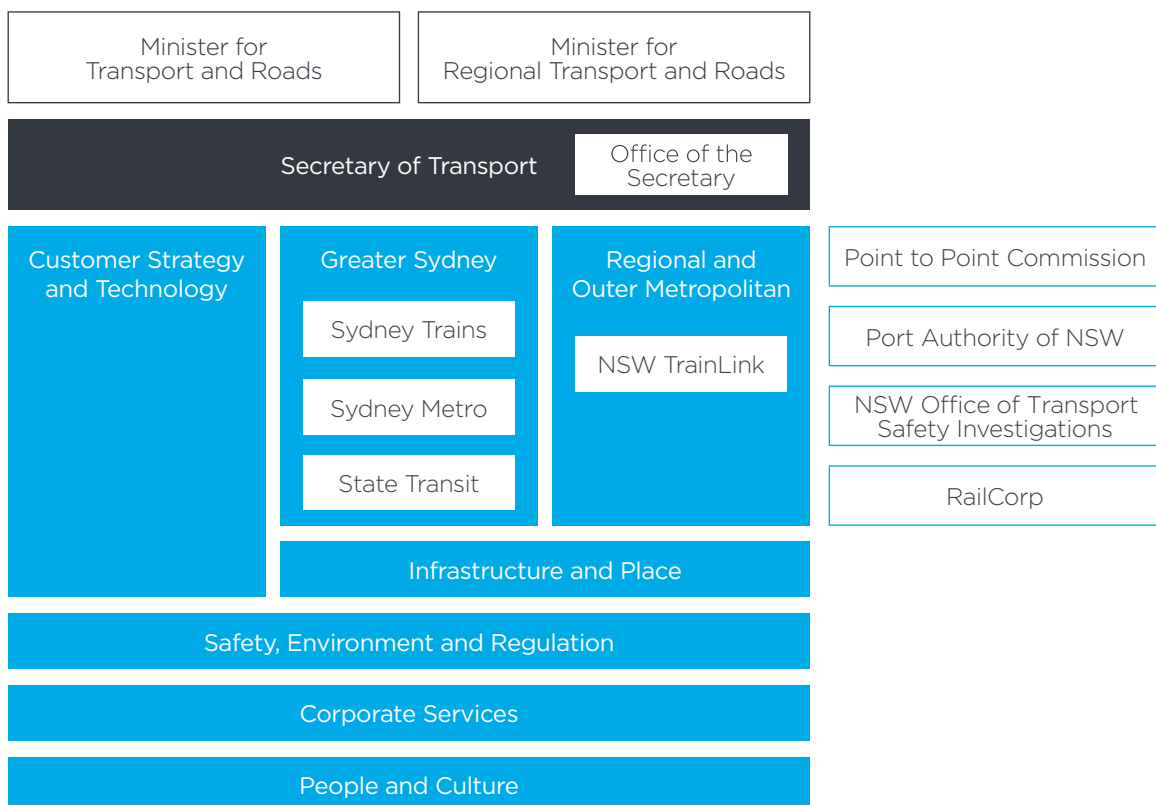 Minister for
Transport and Roads
Minister for
Regional Transport and Roads
Secretary of Transport
Office of the
Secretary
Customer Strategy
and Technology
Greater Sydney
Sydney Trains
Sydney Metro
State Transit
Regional and
Outer Metropolitan
NSW TrainLink
Point to Point Commission
Port Authority of NSW
NSW Office of Transport
Safety Investigations
RailCorp
Infrastructure and Place
Safety, Environment and Regulation
Corporate Services
People and Culture